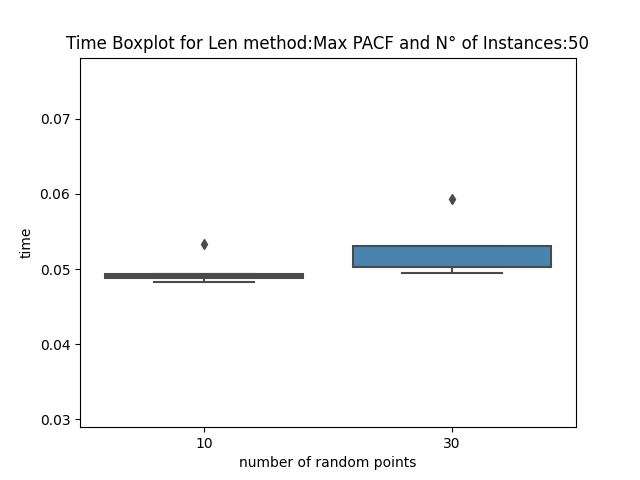 Time Boxplot for Len method:Max PACF and N° of Instances:50
0.07
0.06
0.05
0.04
0.03
time
10
30
number of random points